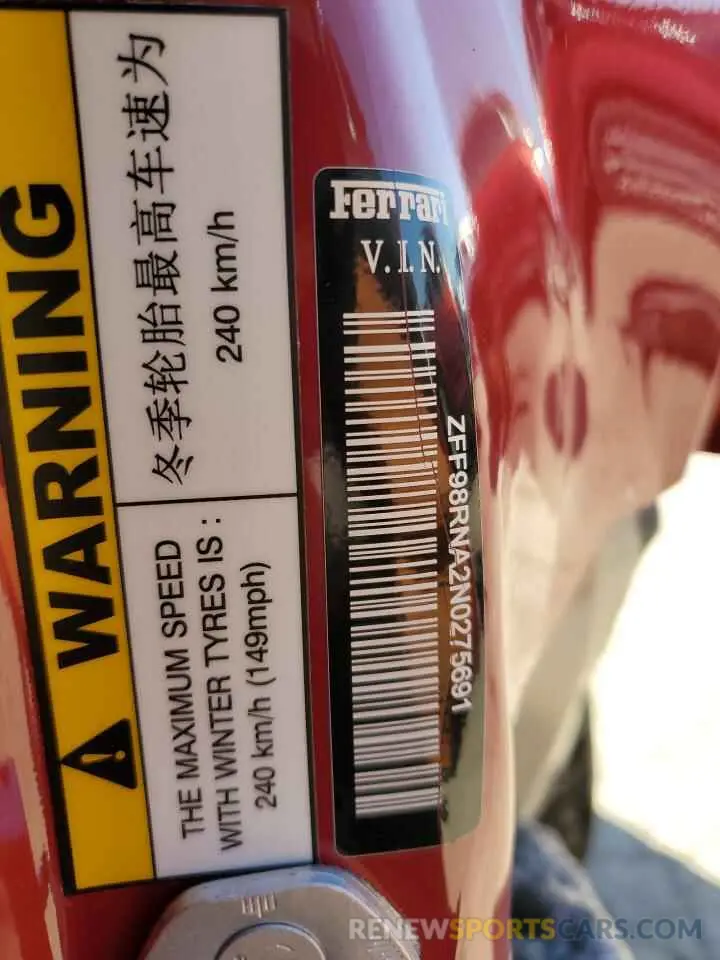 WARNING
冬季轮胎最高车速为
240 km/h
THE MAXIMUM SPEED
WITH WINTER TYRES IS :
240 km/h (149mph)
Ferrari
V. I. N.
ZFF98RNA2N0275691
RENEWSPORTSCARS.COM